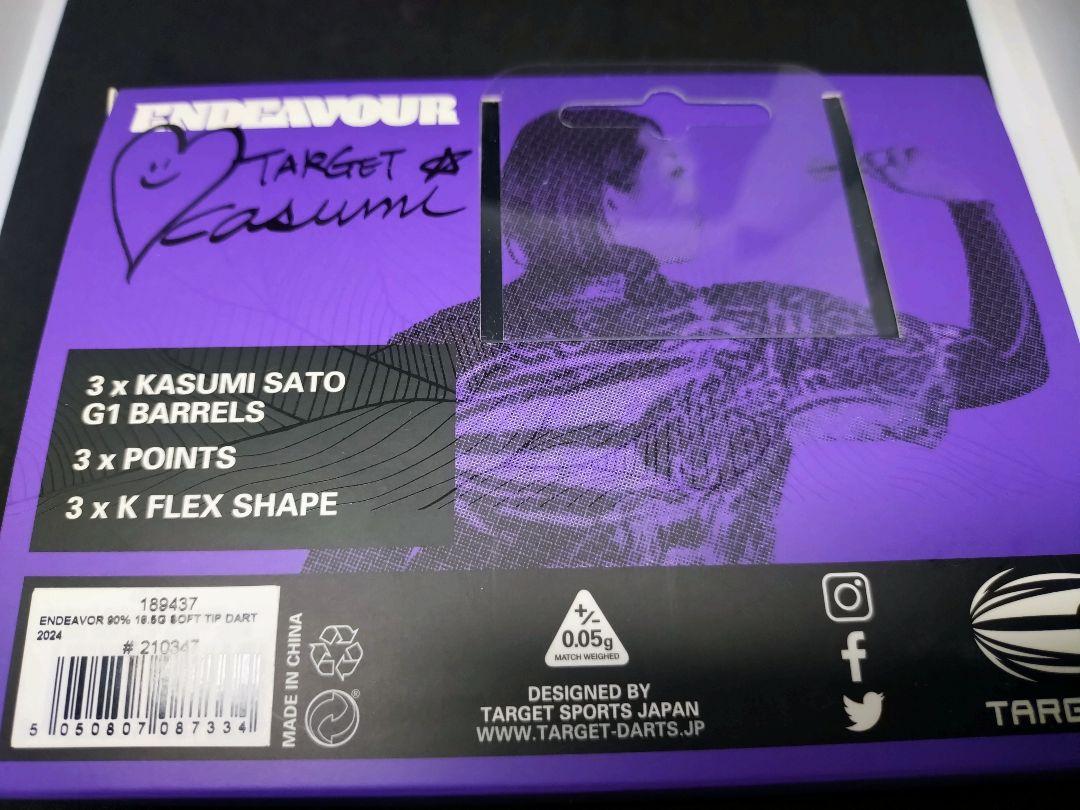 ENDEAVOUR
TARGET
Kasumi
3 x KASUMI SATO
G1 BARRELS
3 x POINTS
3 x K FLEX SHAPE
189437
ENDEAVOR 90% 18.5G SOFT TIP DART
2024
# 210347
5 050807 087334
MADE IN CHINA
®
+/-
0.05g
MATCH WEIGHED
DESIGNED BY
TARGET SPORTS JAPAN
WWW.TARGET-DARTS.JP
TARG